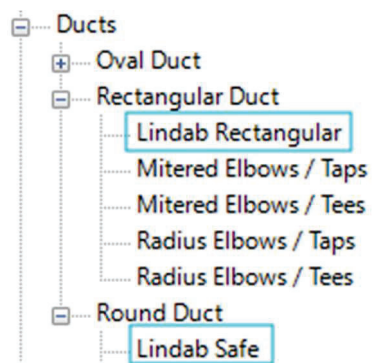 Ducts
Oval Duct
Rectangular Duct
Lindab Rectangular
Mitered Elbows / Taps
Mitered Elbows / Tees
Radius Elbows / Taps
Radius Elbows / Tees
Round Duct
Lindab Safe